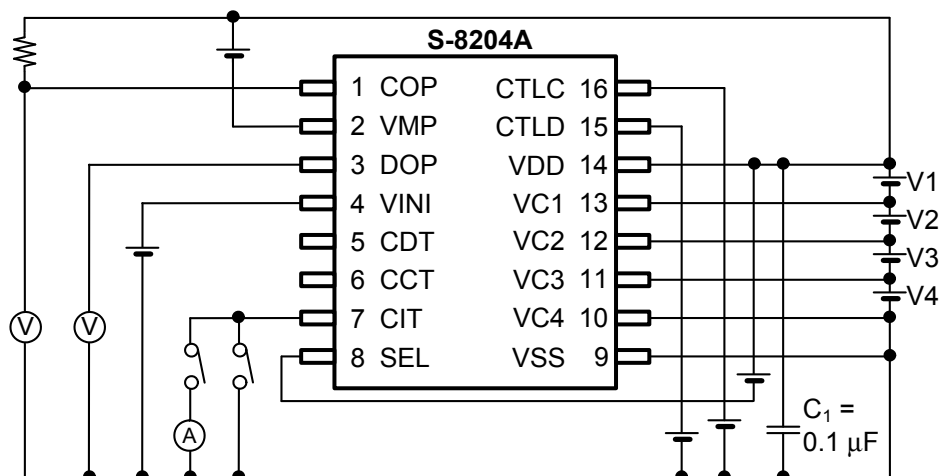 S-8204A
1 COP
2 VMP
3 DOP
4 VINI
5 CDT
6 CCT
7 CIT
8 SEL
CTLC 16
CTLD 15
VDD 14
VC1 13
VC2 12
VC3 11
VC4 10
VSS 9
V1
V2
V3
V4
V
V
A
C₁ =
0.1 μF